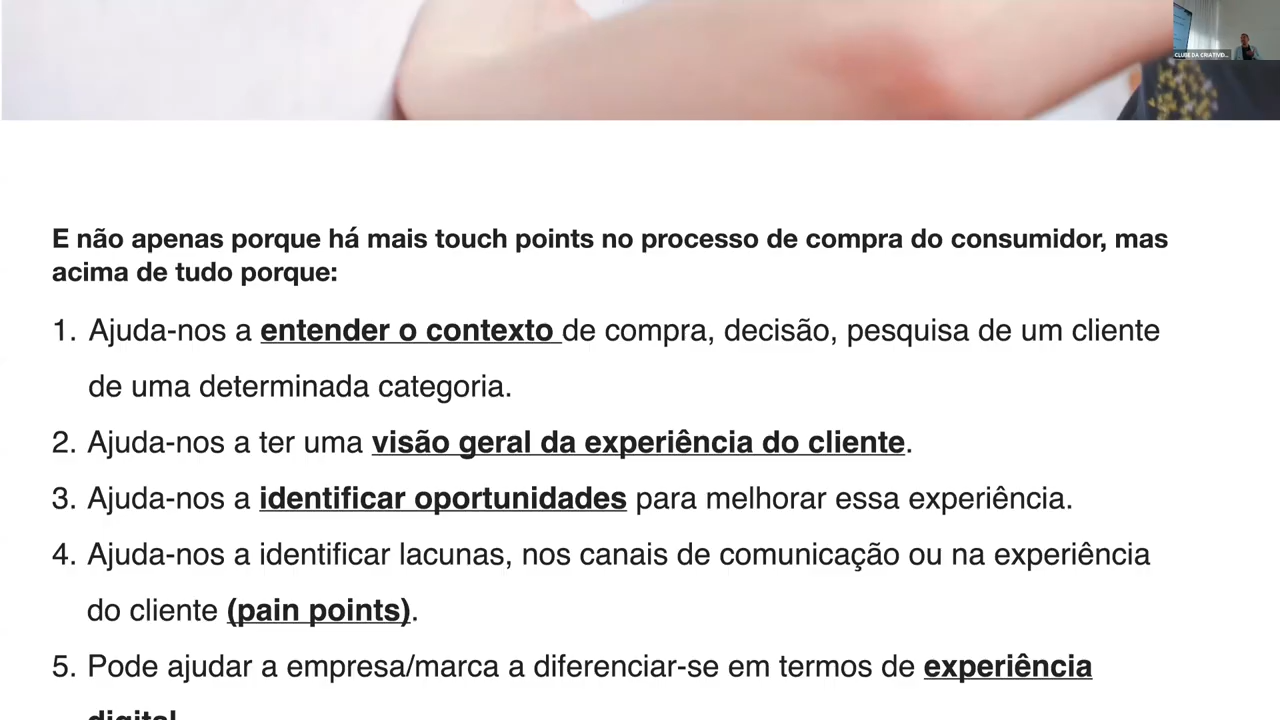 CLUBE DA CRIATIVID...
E não apenas porque há mais touch points no processo de compra do consumidor, mas
acima de tudo porque:
1. Ajuda-nos a entender o contexto de compra, decisão, pesquisa de um cliente
de uma determinada categoria.
2. Ajuda-nos a ter uma visão geral da experiência do cliente.
3. Ajuda-nos a identificar oportunidades para melhorar essa experiência.
4. Ajuda-nos a identificar lacunas, nos canais de comunicação ou na experiência
do cliente (pain points).
5. Pode ajudar a empresa/marca a diferenciar-se em termos de experiência
digital